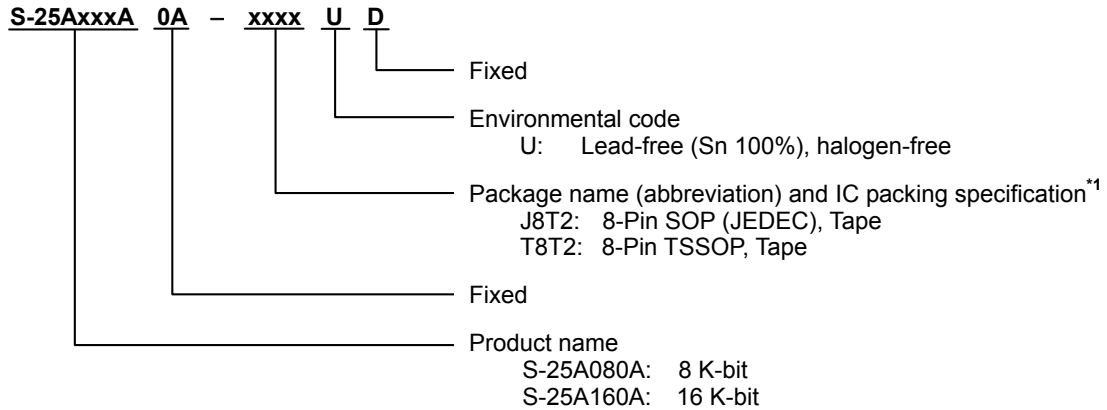 S-25AxxxA 0A – xxxx U D
Fixed
Environmental code
U: Lead-free (Sn 100%), halogen-free
Package name (abbreviation) and IC packing specification*1
J8T2: 8-Pin SOP (JEDEC), Tape
T8T2: 8-Pin TSSOP, Tape
Fixed
Product name
S-25A080A: 8 K-bit
S-25A160A: 16 K-bit